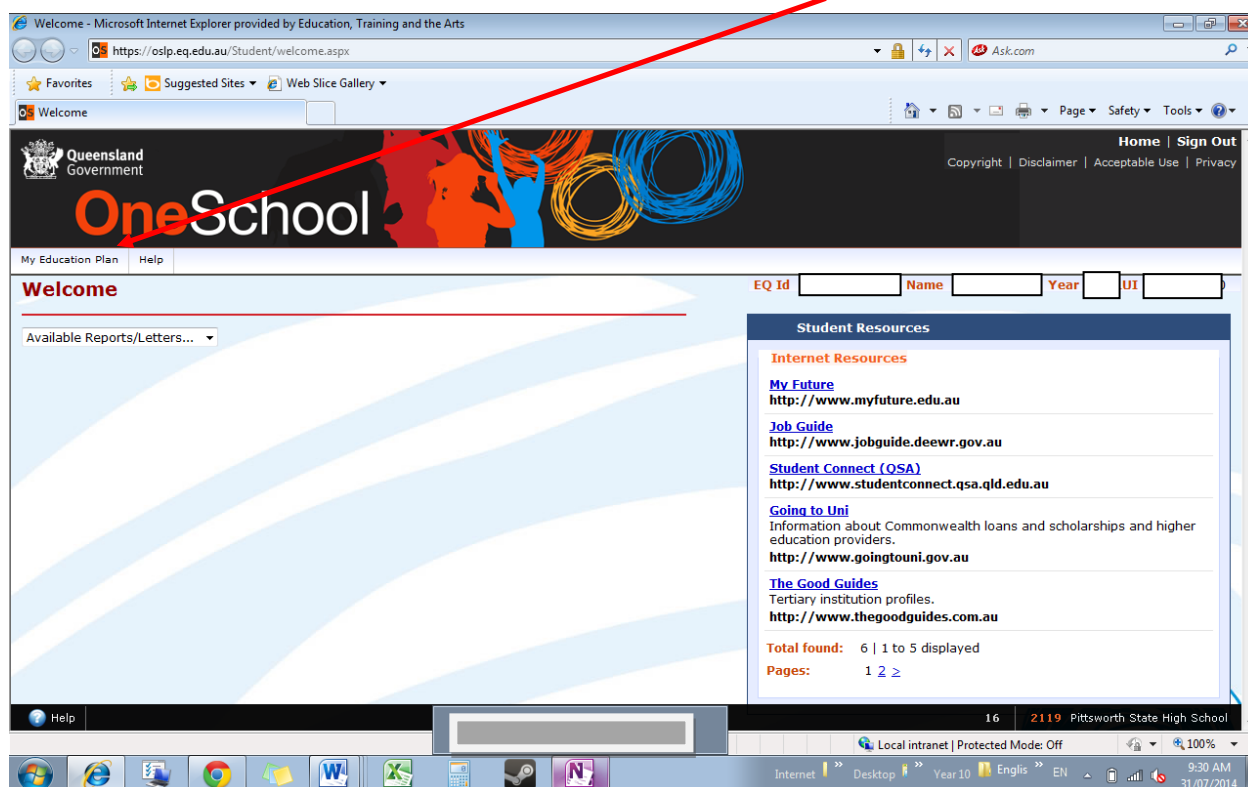 Welcome - Microsoft Internet Explorer provided by Education, Training and the Arts
https://oslp.eq.edu.au/Student/welcome.aspx
Ask.com
Favorites Suggested Sites Web Slice Gallery
Welcome
Page Safety Tools
Home | Sign Out
Queensland
Government
Copyright | Disclaimer | Acceptable Use | Privacy
OneSchool
My Education Plan Help
Welcome
EQ Id Name Year UI
Available Reports/Letters...
Student Resources
Internet Resources
My Future
http://www.myfuture.edu.au
Job Guide
http://www.jobguide.deewr.gov.au
Student Connect (QSA)
http://www.studentconnect.qsa.qld.edu.au
Going to Uni
Information about Commonwealth loans and scholarships and higher
education providers.
http://www.goingtouni.gov.au
The Good Guides
Tertiary institution profiles.
http://www.thegoodguides.com.au
Total found: 6 | 1 to 5 displayed
Pages: 1 2 >
Help
16 2119 Pittsworth State High School
Local intranet | Protected Mode: Off 100%
Internet Desktop Year 10 Englis EN 9:30 AM
31/07/2014